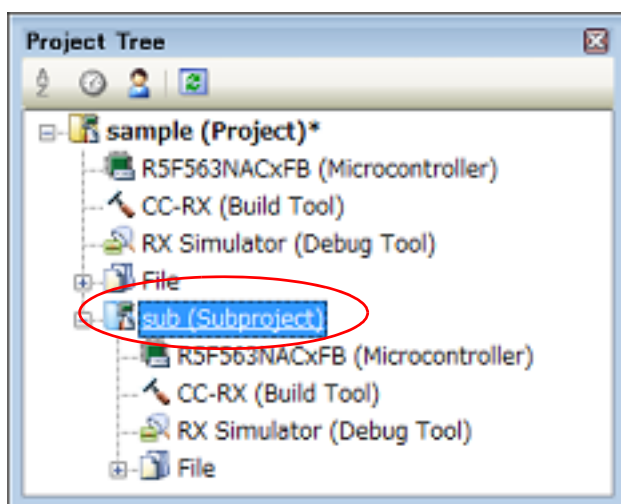 Project Tree
sample (Project)*
R5F563NACxFB (Microcontroller)
CC-RX (Build Tool)
RX Simulator (Debug Tool)
File
sub (Subproject)
R5F563NACxFB (Microcontroller)
CC-RX (Build Tool)
RX Simulator (Debug Tool)
File